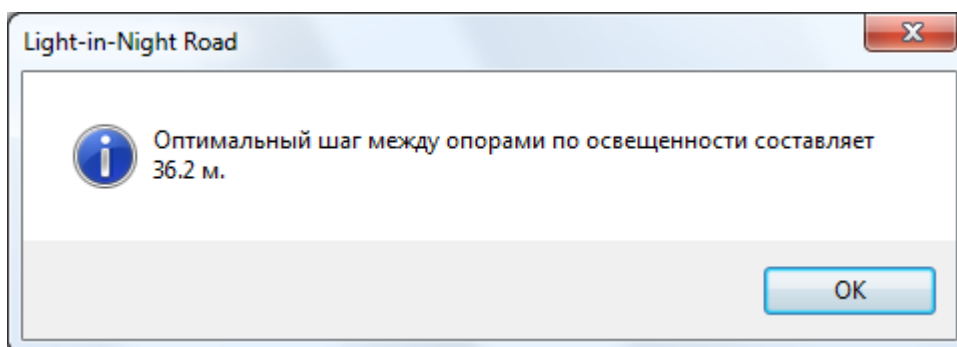 Light-in-Night Road
Оптимальный шаг между опорами по освещенности составляет
36.2 м.
OK